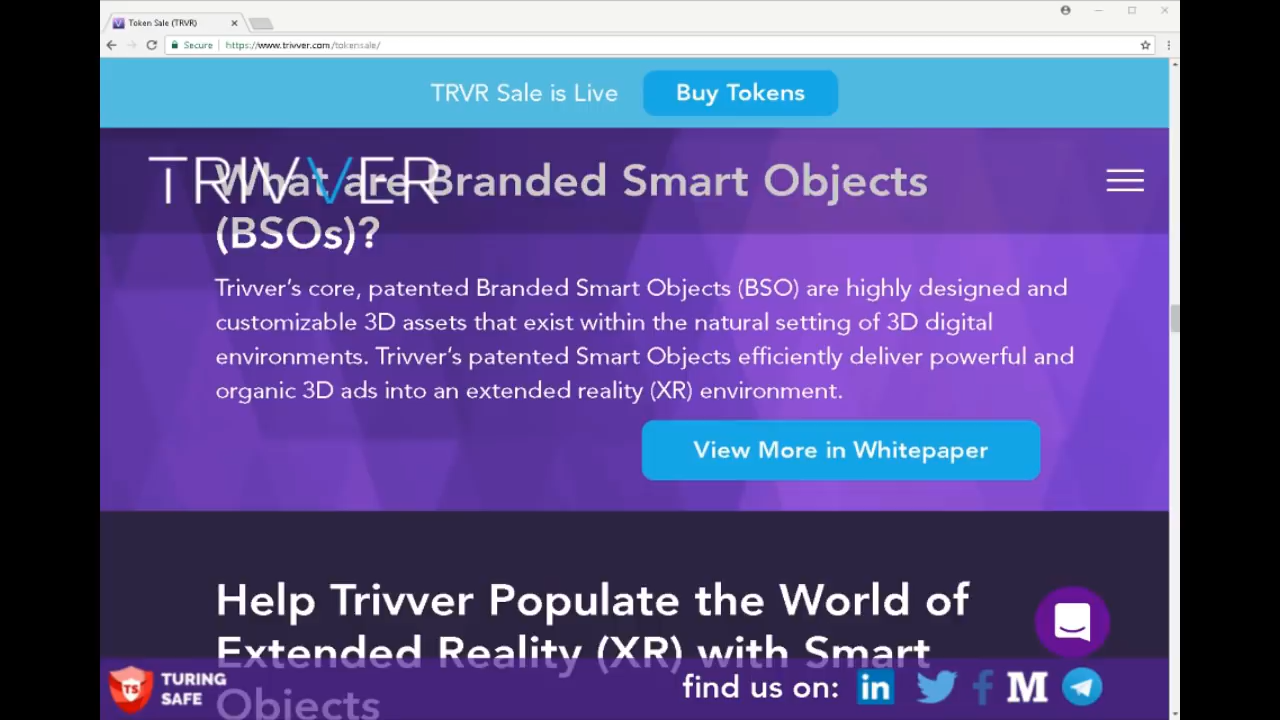 Token Sale (TRVR)
Secure
https://www.trivver.com/tokensale/
TRVR Sale is Live
Buy Tokens
TRIVVER
What are Branded Smart Objects
(BSOs)?
Trivver’s core, patented Branded Smart Objects (BSO) are highly designed and
customizable 3D assets that exist within the natural setting of 3D digital
environments. Trivver’s patented Smart Objects efficiently deliver powerful and
organic 3D ads into an extended reality (XR) environment.
View More in Whitepaper
Help Trivver Populate the World of
Extended Reality (XR) with Smart
Objects
TS
TURING
SAFE
find us on:
in
f
M